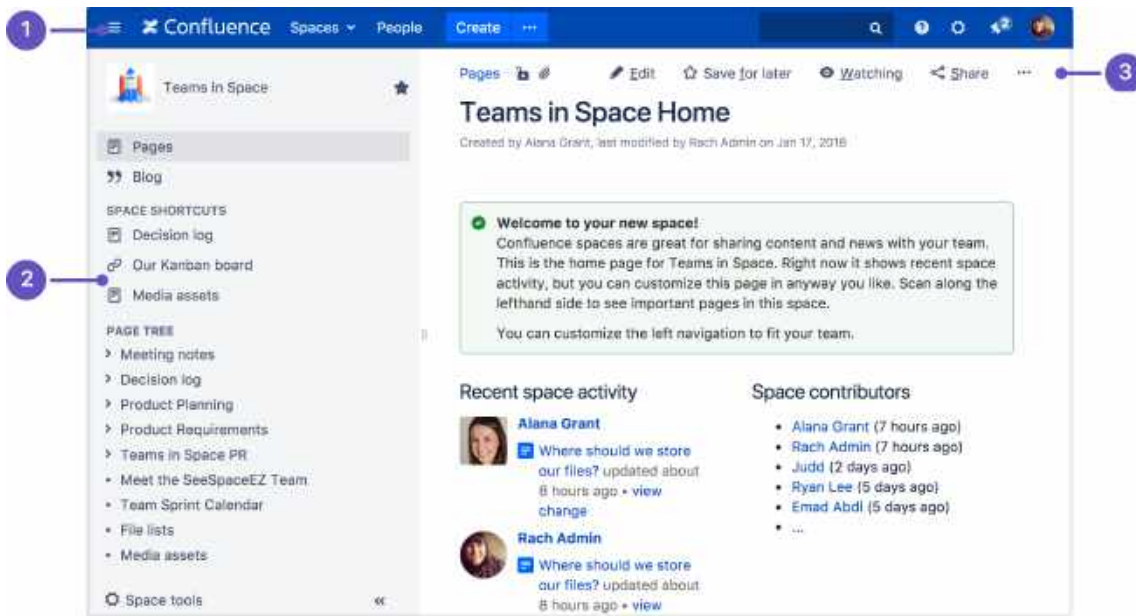 1
Confluence Spaces People Create ...
2
Teams in Space
Pages
Blog
SPACE SHORTCUTS
Decision log
Our Kanban board
Media assets
2
PAGE TREE
Meeting notes
Decision log
Product Planning
Product Requirements
Teams in Space PR
Meet the SeeSpaceEZ Team
Team Sprint Calendar
File lists
Media assets
Space tools
Pages Edit Save for later Watching Share ...
3
Teams in Space Home
Created by Alana Grant, last modified by Rach Admin on Jan 17, 2018
Welcome to your new space!
Confluence spaces are great for sharing content and news with your team.
This is the home page for Teams in Space. Right now it shows recent space
activity, but you can customize this page in anyway you like. Scan along the
lefthand side to see important pages in this space.
You can customize the left navigation to fit your team.
Recent space activity
Alana Grant
Where should we store
our files? updated about
8 hours ago • view
change
Rach Admin
Where should we store
our files? updated about
8 hours ago • view
Space contributors
Alana Grant (7 hours ago)
Rach Admin (7 hours ago)
Judd (2 days ago)
Ryan Lee (5 days ago)
Emad Abdi (5 days ago)
...